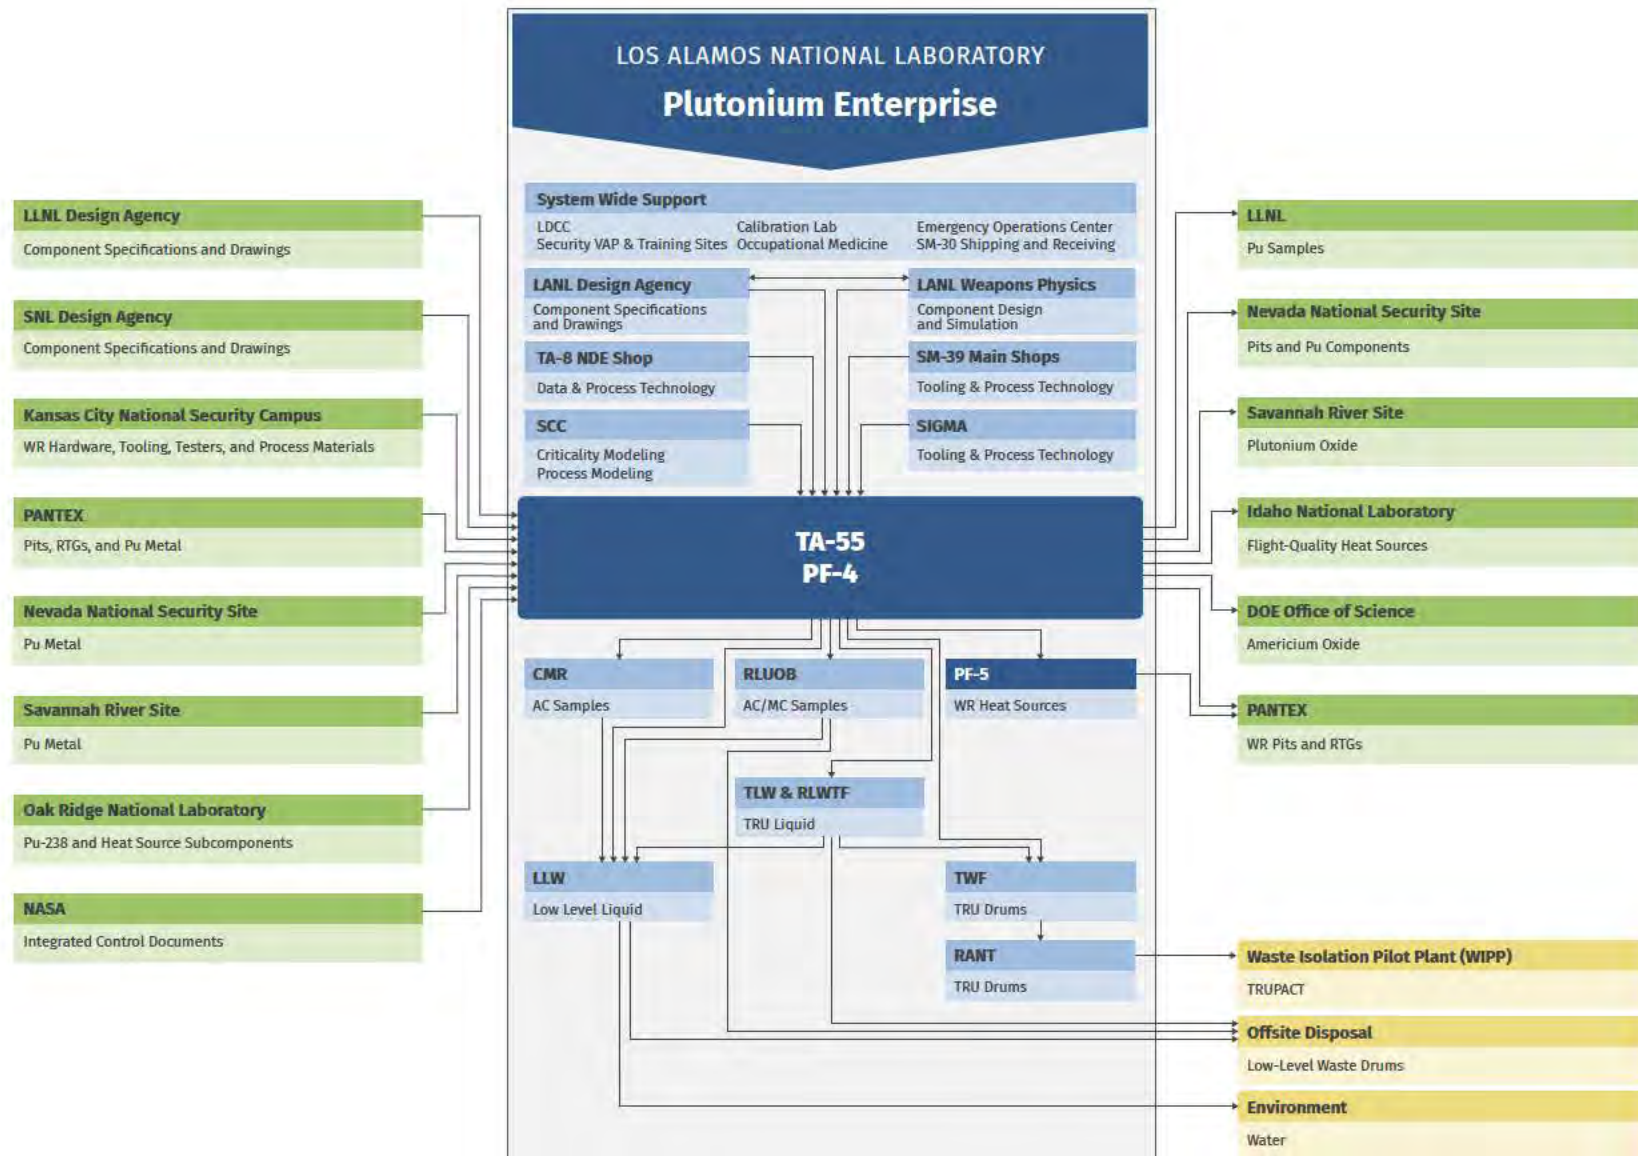 LOS ALAMOS NATIONAL LABORATORY
Plutonium Enterprise
System Wide Support
LDCC
Security VAP & Training Sites
Calibration Lab
Occupational Medicine
Emergency Operations Center
SM-30 Shipping and Receiving
LANL Design Agency
Component Specifications
and Drawings
LANL Weapons Physics
Component Design
and Simulation
TA-8 NDE Shop
Data & Process Technology
SM-39 Main Shops
Tooling & Process Technology
SCC
Criticality Modeling
Process Modeling
SIGMA
Tooling & Process Technology
LLNL Design Agency
Component Specifications and Drawings
SNL Design Agency
Component Specifications and Drawings
Kansas City National Security Campus
WR Hardware, Tooling, Testers, and Process Materials
PANTEX
Pits, RTGs, and Pu Metal
Nevada National Security Site
Pu Metal
Savannah River Site
Pu Metal
Oak Ridge National Laboratory
Pu-238 and Heat Source Subcomponents
NASA
Integrated Control Documents
TA-55
PF-4
CMR
AC Samples
RLUOB
AC/MC Samples
PF-5
WR Heat Sources
TLW & RLWTF
TRU Liquid
LLW
Low Level Liquid
TWF
TRU Drums
RANT
TRU Drums
LLNL
Pu Samples
Nevada National Security Site
Pits and Pu Components
Savannah River Site
Plutonium Oxide
Idaho National Laboratory
Flight-Quality Heat Sources
DOE Office of Science
Americium Oxide
PANTEX
WR Pits and RTGs
Waste Isolation Pilot Plant (WIPP)
TRUPACT
Offsite Disposal
Low-Level Waste Drums
Environment
Water